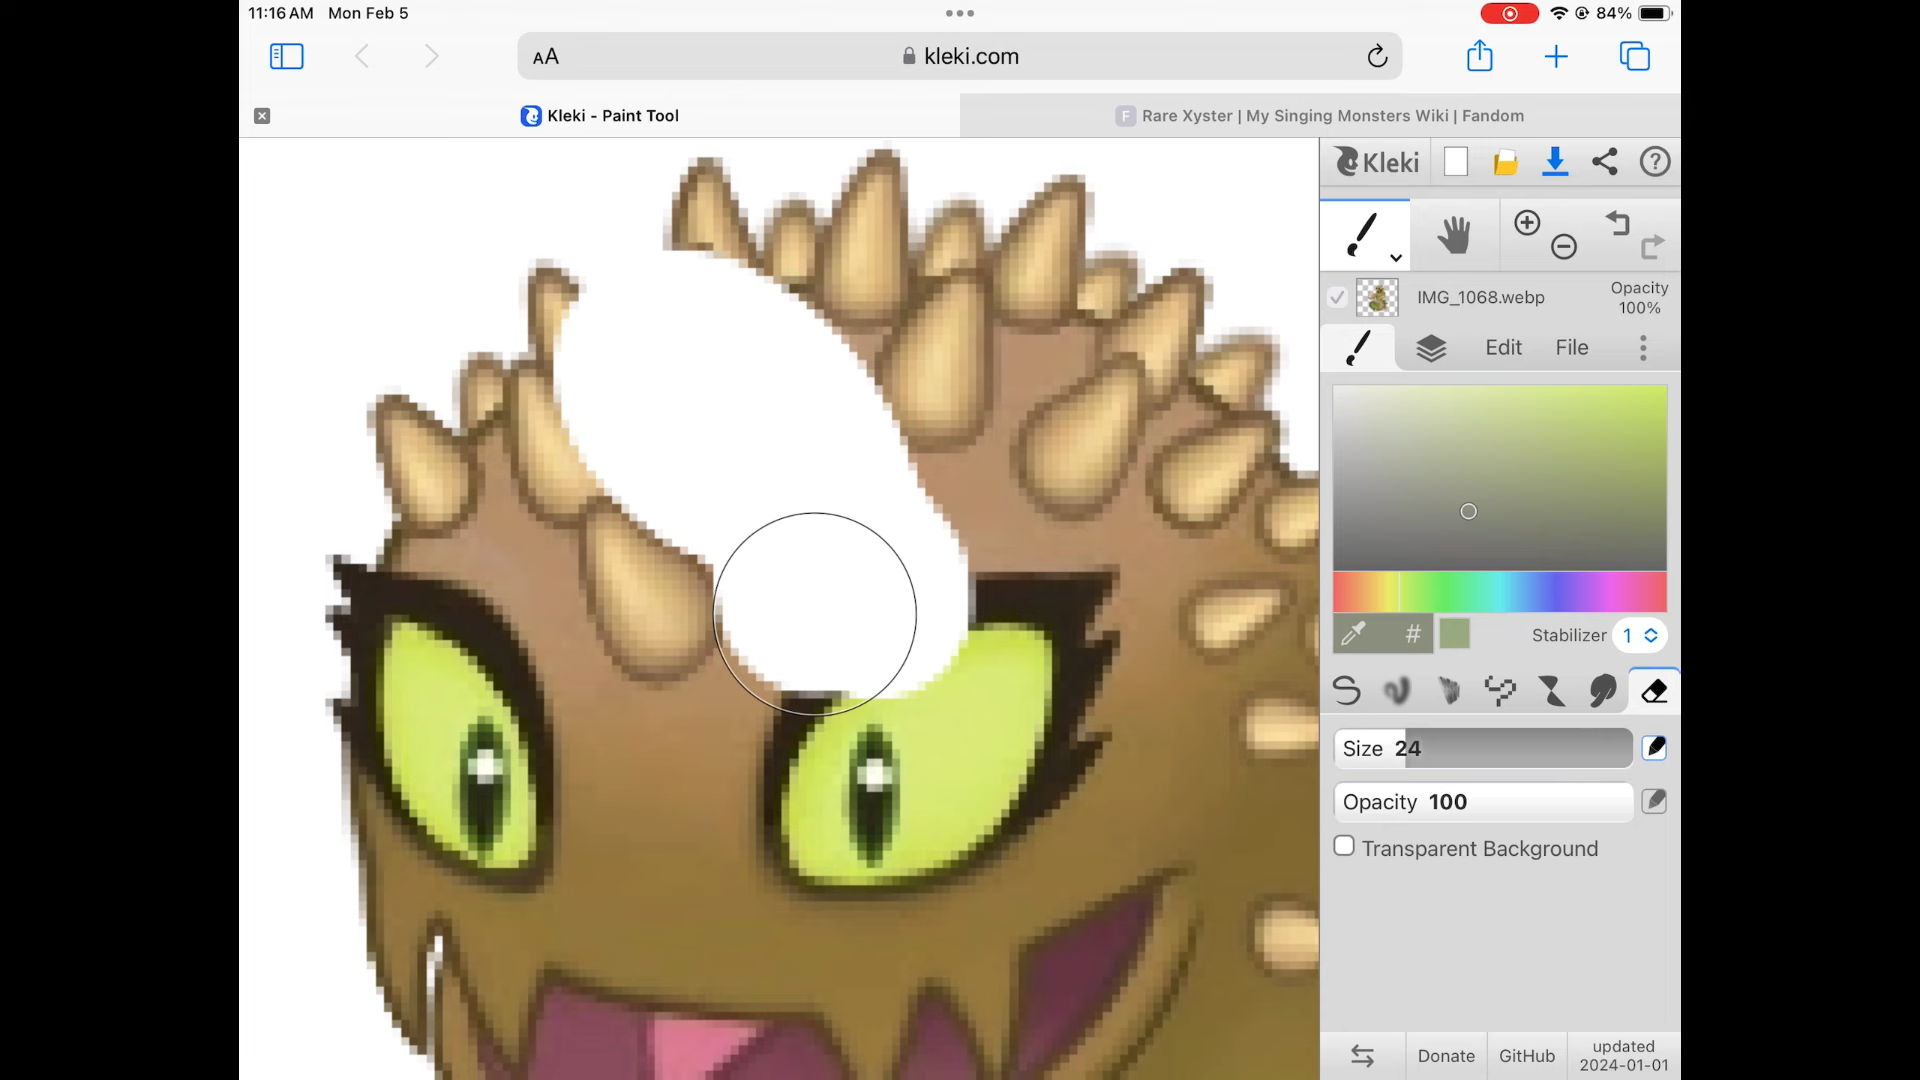 11:16 AM Mon Feb 5
84%
AA
kleki.com
Kleki - Paint Tool
F Rare Xyster | My Singing Monsters Wiki | Fandom
Kleki
?
IMG_1068.webp
Opacity
100%
Edit
File
#
Stabilizer 1
Size 24
Opacity 100
Transparent Background
Donate
GitHub
updated
2024-01-01